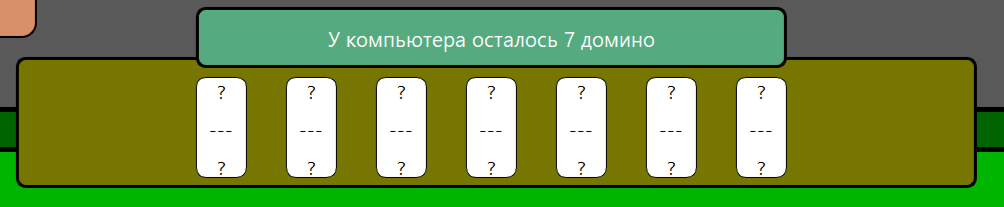 У компьютера осталось 7 домино
? ? ? ? ? ? ?
--- --- --- --- --- --- ---
? ? ? ? ? ? ?